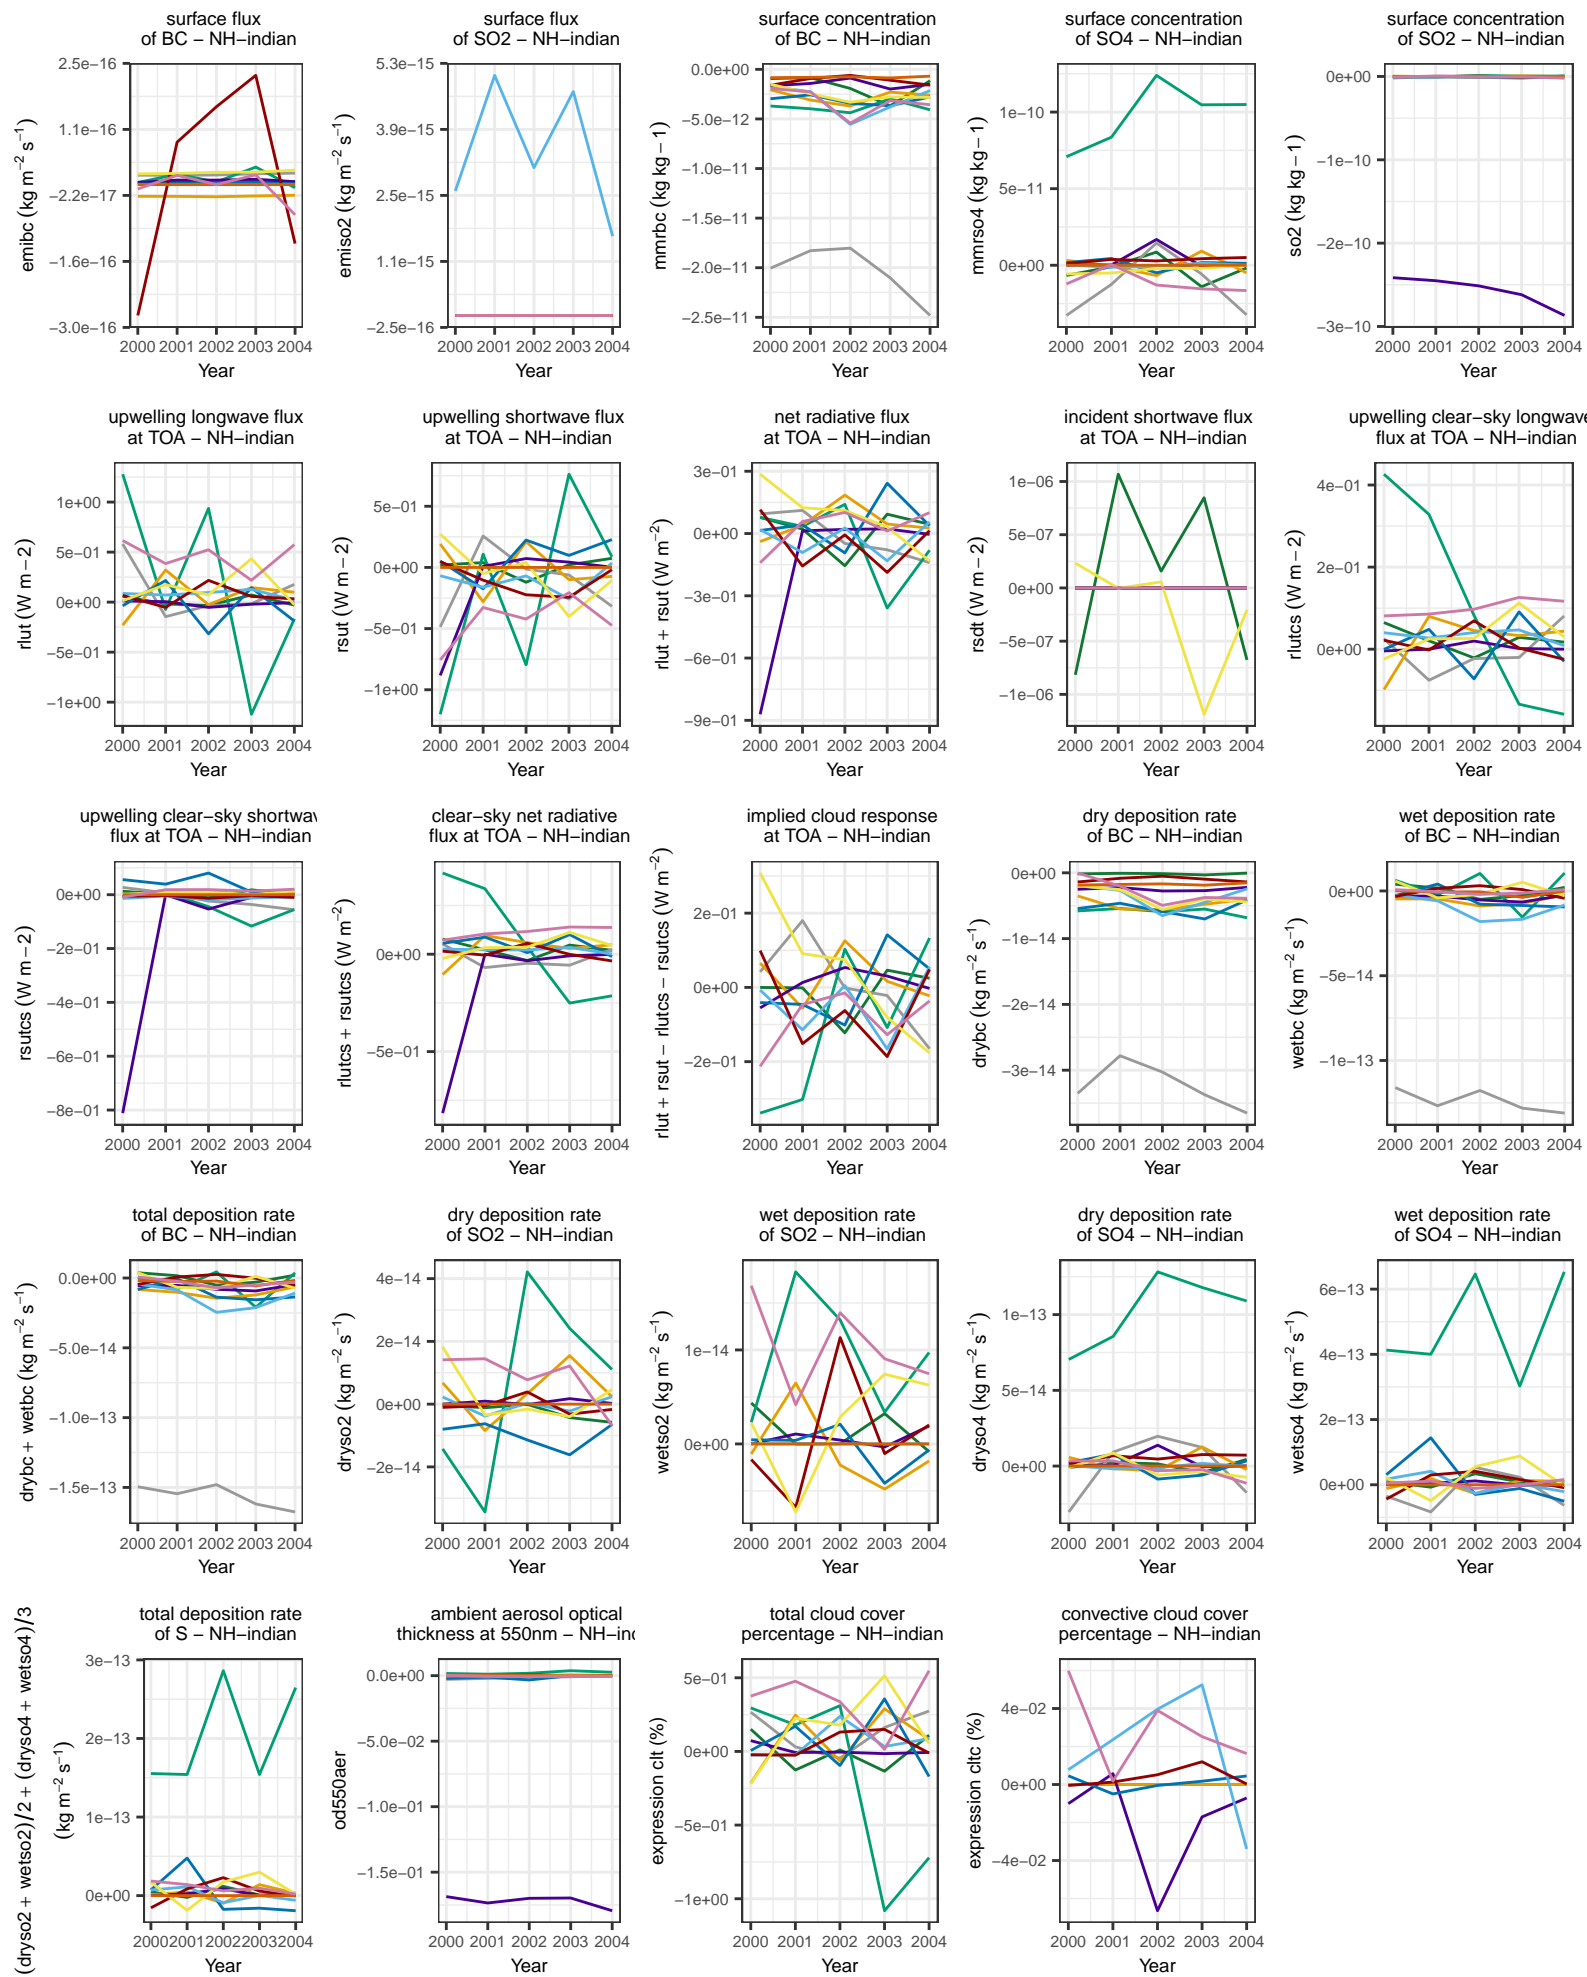 surface flux
of BC − NH−indian
surface flux
of SO2 − NH−indian
surface concentration
of BC − NH−indian
surface concentration
of SO4 − NH−indian
surface concentration
of SO2 − NH−indian
emibc (kg m−2 s−1)
2.5e−16
1.1e−16
−2.2e−17
−1.6e−16
−3.0e−16
2000 2001 2002 2003 2004
Year
emiso2 (kg m−2 s−1)
5.3e−15
3.9e−15
2.5e−15
1.1e−15
−2.5e−16
2000 2001 2002 2003 2004
Year
mmrbc (kg kg−1)
0.0e+00
−5.0e−12
−1.0e−11
−1.5e−11
−2.0e−11
−2.5e−11
2000 2001 2002 2003 2004
Year
mmrso4 (kg kg−1)
1e−10
5e−11
0e+00
2000 2001 2002 2003 2004
Year
so2 (kg kg−1)
0e+00
−1e−10
−2e−10
−3e−10
2000 2001 2002 2003 2004
Year
upwelling longwave flux
at TOA − NH−indian
upwelling shortwave flux
at TOA − NH−indian
net radiative flux
at TOA − NH−indian
incident shortwave flux
at TOA − NH−indian
upwelling clear−sky longwave
flux at TOA − NH−indian
rlut (W m−2)
1e+00
5e−01
0e+00
−5e−01
−1e+00
2000 2001 2002 2003 2004
Year
rsut (W m−2)
5e−01
0e+00
−5e−01
−1e+00
2000 2001 2002 2003 2004
Year
rlut + rsut (W m−2)
3e−01
0e+00
−3e−01
−6e−01
−9e−01
2000 2001 2002 2003 2004
Year
rsdt (W m−2)
1e−06
5e−07
0e+00
−5e−07
−1e−06
2000 2001 2002 2003 2004
Year
rlutcs (W m−2)
4e−01
2e−01
0e+00
2000 2001 2002 2003 2004
Year
upwelling clear−sky shortwav
flux at TOA − NH−indian
clear−sky net radiative
flux at TOA − NH−indian
implied cloud response
at TOA − NH−indian
dry deposition rate
of BC − NH−indian
wet deposition rate
of BC − NH−indian
rsutcs (W m−2)
0e+00
−2e−01
−4e−01
−6e−01
−8e−01
2000 2001 2002 2003 2004
Year
rlutcs + rsutcs (W m−2)
0e+00
−5e−01
2000 2001 2002 2003 2004
Year
rlut + rsut − rlutcs − rsutcs (W m−2)
2e−01
0e+00
−2e−01
2000 2001 2002 2003 2004
Year
drybc (kg m−2 s−1)
0e+00
−1e−14
−2e−14
−3e−14
2000 2001 2002 2003 2004
Year
wetbc (kg m−2 s−1)
0e+00
−5e−14
−1e−13
2000 2001 2002 2003 2004
Year
total deposition rate
of BC − NH−indian
dry deposition rate
of SO2 − NH−indian
wet deposition rate
of SO2 − NH−indian
dry deposition rate
of SO4 − NH−indian
wet deposition rate
of SO4 − NH−indian
drybc + wetbc (kg m−2 s−1)
0.0e+00
−5.0e−14
−1.0e−13
−1.5e−13
2000 2001 2002 2003 2004
Year
dryso2 (kg m−2 s−1)
4e−14
2e−14
0e+00
−2e−14
2000 2001 2002 2003 2004
Year
wetso2 (kg m−2 s−1)
1e−14
0e+00
2000 2001 2002 2003 2004
Year
dryso4 (kg m−2 s−1)
1e−13
5e−14
0e+00
2000 2001 2002 2003 2004
Year
wetso4 (kg m−2 s−1)
6e−13
4e−13
2e−13
0e+00
2000 2001 2002 2003 2004
Year
total deposition rate
of S − NH−indian
ambient aerosol optical
thickness at 550nm − NH−ind
total cloud cover
percentage − NH−indian
convective cloud cover
percentage − NH−indian
(dryso2 + wetso2)/2 + (dryso4 + wetso4)/3
(kg m−2 s−1)
3e−13
2e−13
1e−13
0e+00
2000 2001 2002 2003 2004
Year
od550aer
0.0e+00
−5.0e−02
−1.0e−01
−1.5e−01
2000 2001 2002 2003 2004
Year
expression clt (%)
5e−01
0e+00
−5e−01
−1e+00
2000 2001 2002 2003 2004
Year
expression cltc (%)
4e−02
0e+00
−4e−02
2000 2001 2002 2003 2004
Year